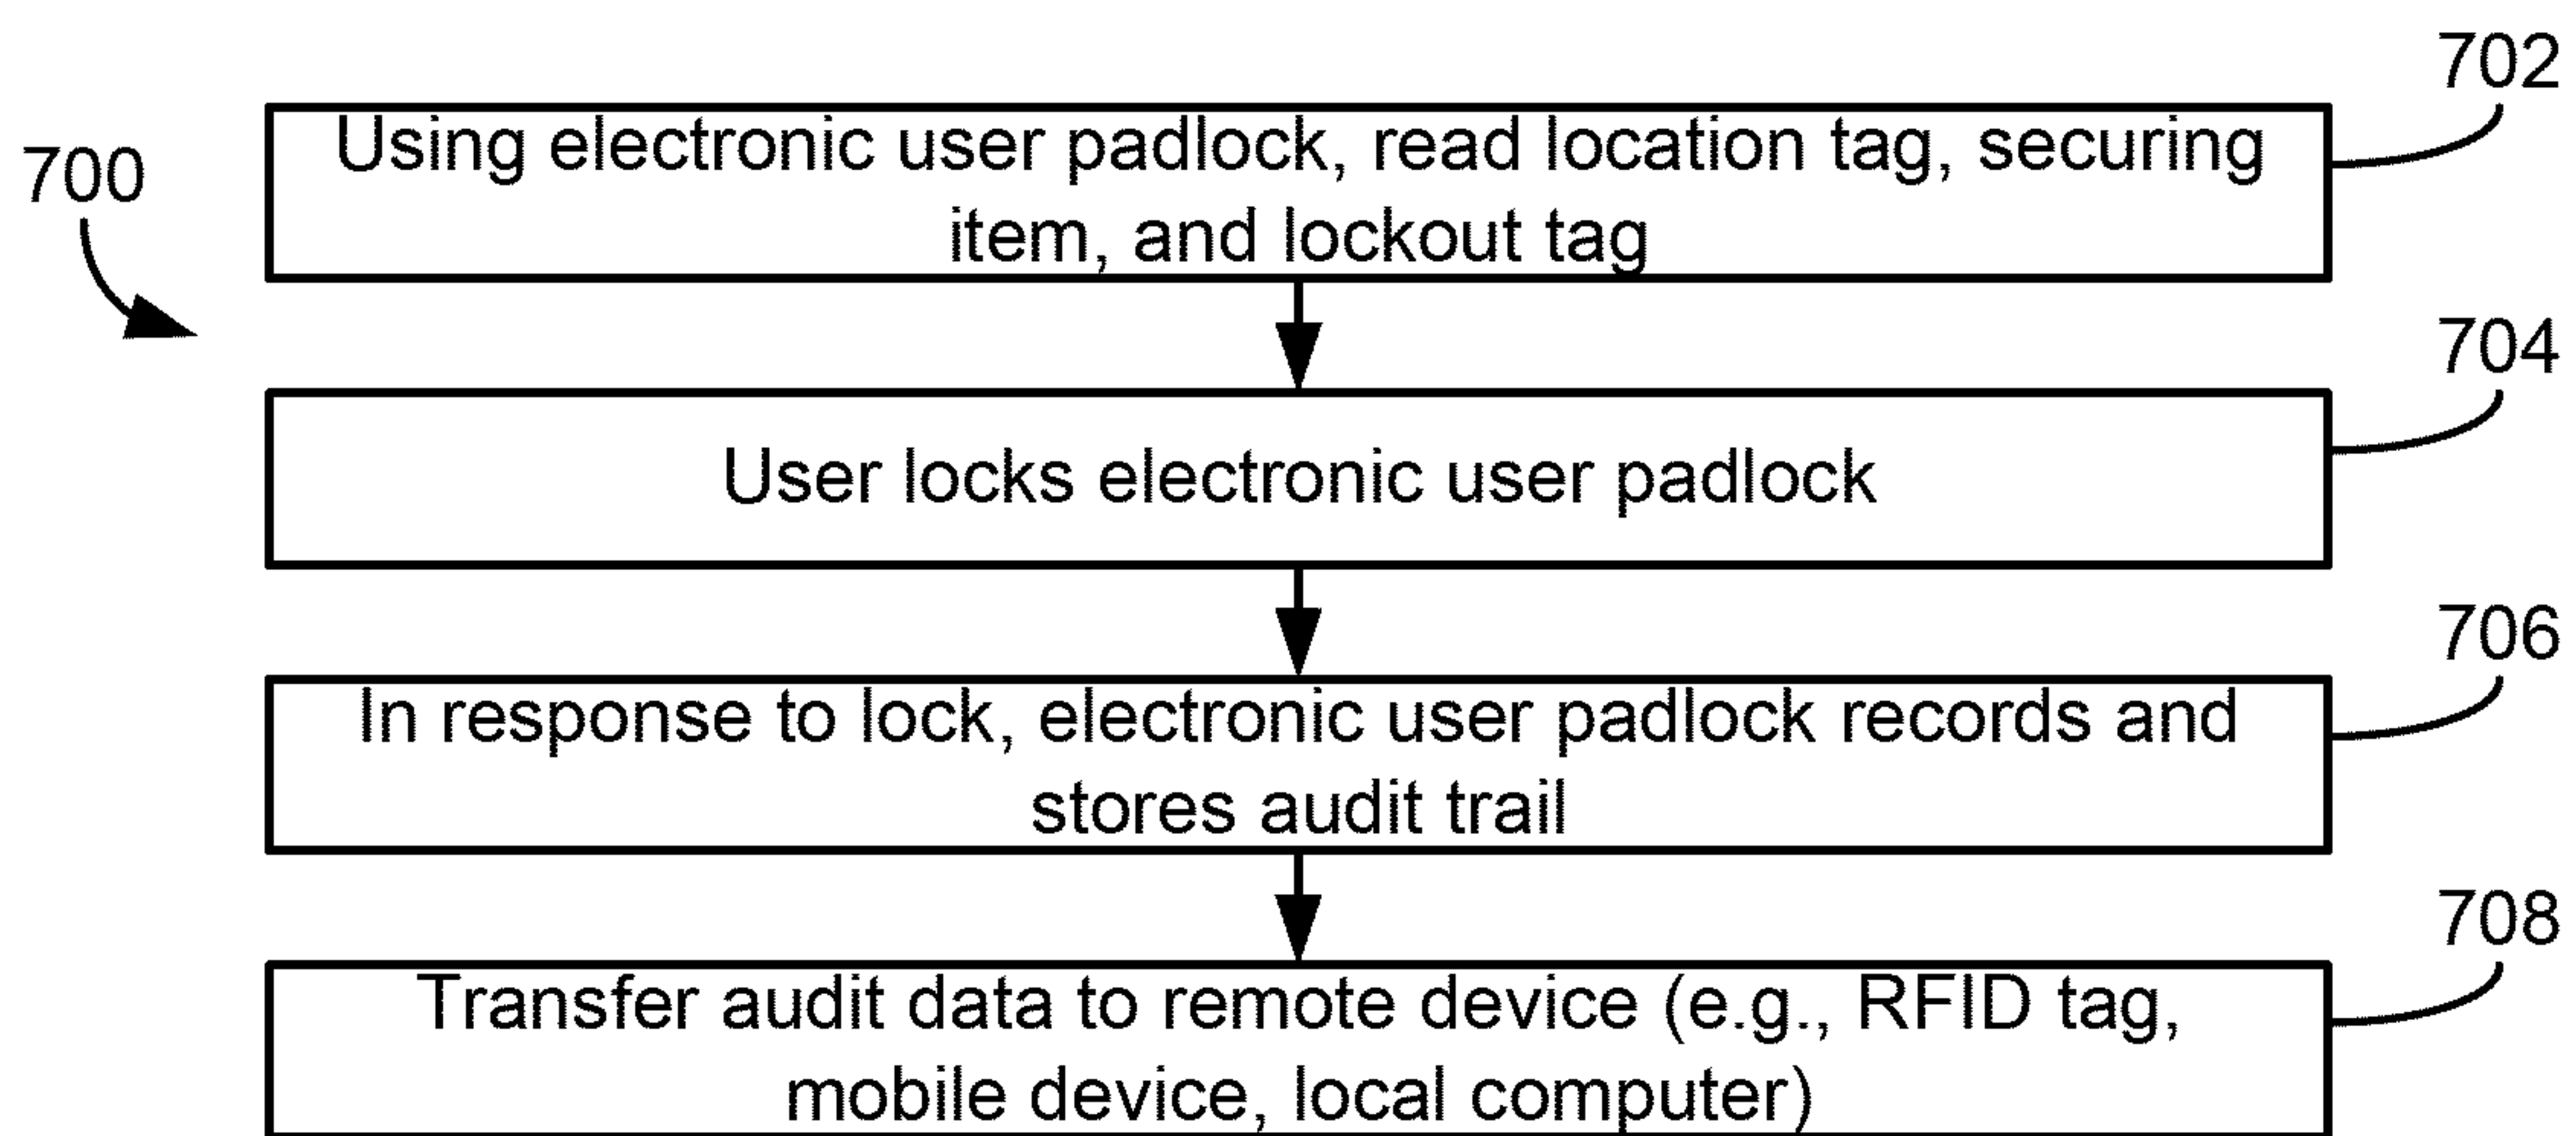 702
700
Using electronic user padlock, read location tag, securing
item, and lockout tag
704
User locks electronic user padlock
706
In response to lock, electronic user padlock records and
stores audit trail
708
Transfer audit data to remote device (e.g., RFID tag,
mobile device, local computer)